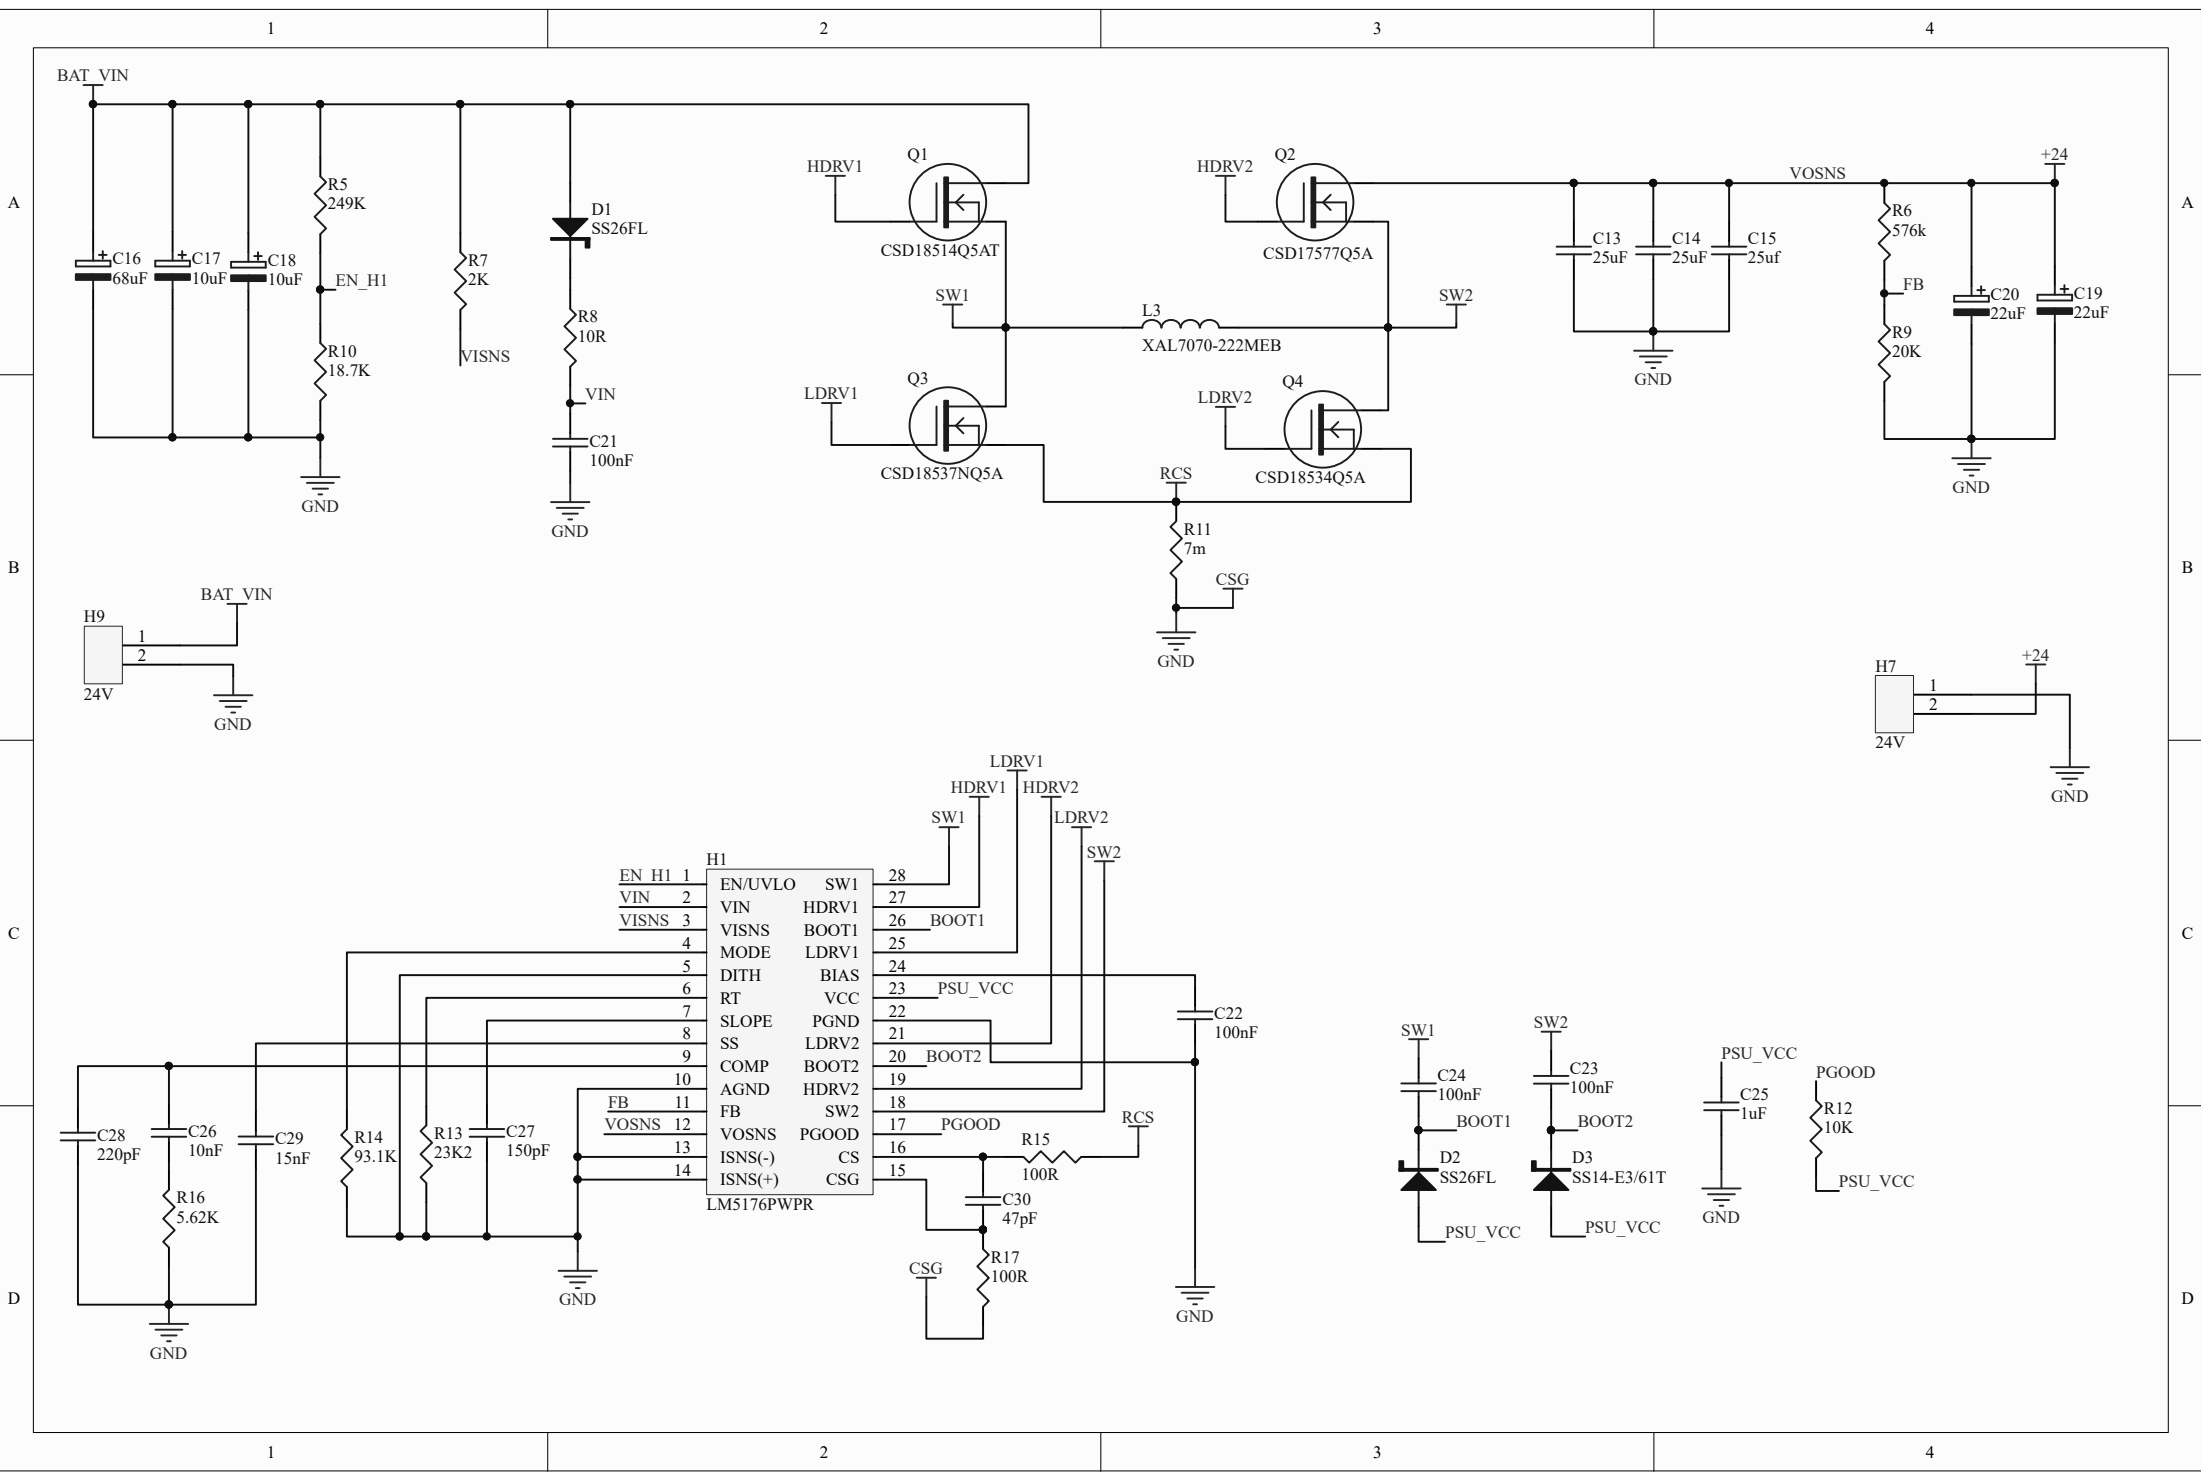 1 2 3 4
BAT_VIN
A
A
HDRV1
Q1
CSD18514Q5AT
HDRV2
Q2
CSD17577Q5A
VOSNS
+24
R5
249K
D1
SS26FL
R6
576k
C16
68uF
C17
10uF
C18
10uF
EN_H1
R7
2K
C13
25uF
C14
25uF
C15
25uf
FB
C20
22uF
C19
22uF
SW1
L3
XAL7070-222MEB
SW2
R8
10R
R9
20K
R10
18.7K
VISNS
GND
VIN
LDRV1
Q3
CSD18537NQ5A
LDRV2
Q4
CSD18534Q5A
C21
100nF
RCS
GND
GND
GND
R11
7m
B
B
CSG
GND
H9
1
2
24V
BAT_VIN
GND
H7
1
2
24V
+24
GND
LDRV1
HDRV1
HDRV2
SW1
LDRV2
SW2
H1
EN_H1 1 EN/UVLO SW1 28
VIN 2 VIN HDRV1 27
VISNS 3 VISNS BOOT1 26 BOOT1
4 MODE LDRV1 25
5 DITH BIAS 24
6 RT VCC 23 PSU_VCC
7 SLOPE PGND 22
8 SS LDRV2 21
9 COMP BOOT2 20 BOOT2
10 AGND HDRV2 19
FB 11 FB SW2 18
VOSNS 12 VOSNS PGOOD 17 PGOOD
13 ISNS(-) CS 16
14 ISNS(+) CSG 15
LM5176PWPR
C
C
C22
100nF
RCS
R15
100R
C30
47pF
R17
100R
CSG
GND
C28
220pF
C26
10nF
C29
15nF
R14
93.1K
R13
23K2
C27
150pF
R16
5.62K
GND
GND
SW1
C24
100nF
BOOT1
D2
SS26FL
PSU_VCC
SW2
C23
100nF
BOOT2
D3
SS14-E3/61T
PSU_VCC
PSU_VCC
C25
1uF
GND
PGOOD
R12
10K
PSU_VCC
D
D
1 2 3 4